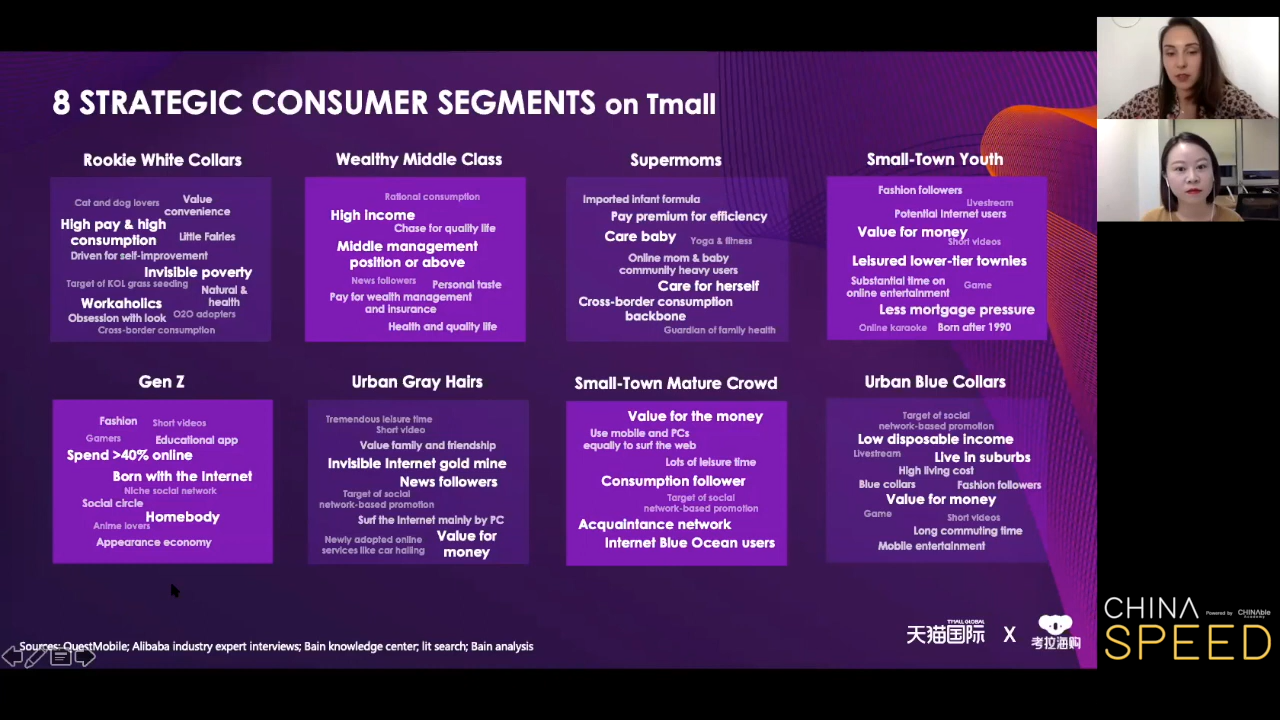 8 STRATEGIC CONSUMER SEGMENTS on Tmall
Rookie White Collars
Cat and dog lovers
Value
convenience
High pay & high
consumption
Little Fairies
Driven for self-improvement
Invisible poverty
Target of KOL grass seeding
Natural &
health
Workaholics
O2O adopters
Obsession with look
Cross-border consumption
Wealthy Middle Class
Rational consumption
High income
Chase for quality life
Middle management
position or above
News followers
Personal taste
Pay for wealth management
and insurance
Health and quality life
Supermoms
Imported infant formula
Pay premium for efficiency
Care baby
Yoga & fitness
Online mom & baby
community heavy users
Care for herself
Cross-border consumption
backbone
Guardian of family health
Small-Town Youth
Fashion followers
Livestream
Potential Internet users
Value for money
Short videos
Leisured lower-tier townies
Substantial time on
online entertainment
Game
Less mortgage pressure
Online karaoke
Born after 1990
Gen Z
Fashion
Short videos
Gamers
Educational app
Spend >40% online
Born with the Internet
Niche social network
Social circle
Homebody
Anime lovers
Appearance economy
Urban Gray Hairs
Tremendous leisure time
Short video
Value family and friendship
Invisible Internet gold mine
News followers
Target of social
network-based promotion
Surf the Internet mainly by PC
Newly adopted online
services like car hailing
Value for
money
Small-Town Mature Crowd
Value for the money
Use mobile and PCs
equally to surf the web
Lots of leisure time
Consumption follower
Target of social
network-based promotion
Acquaintance network
Internet Blue Ocean users
Urban Blue Collars
Target of social
network-based promotion
Low disposable income
Livestream
Live in suburbs
High living cost
Blue collars
Fashion followers
Value for money
Game
Short videos
Long commuting time
Mobile entertainment
Sources: QuestMobile; Alibaba industry expert interviews; Bain knowledge center; lit search; Bain analysis
TMALL GLOBAL
天猫国际 X 考拉海购
CHINA
Powered by CHINAble
Academy
SPEED